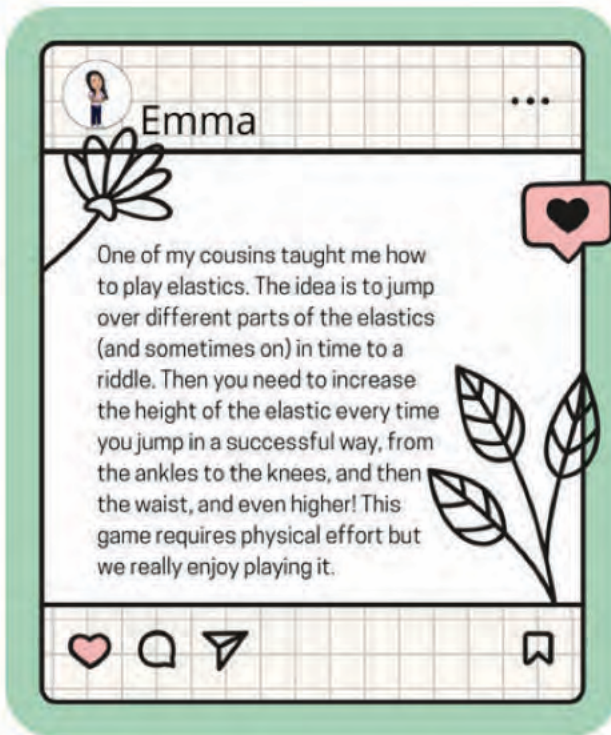 Emma
One of my cousins taught me how
to play elastics. The idea is to jump
over different parts of the elastics
(and sometimes on) in time to a
riddle. Then you need to increase
the height of the elastic every time
you jump in a successful way, from
the ankles to the knees, and then
the waist, and even higher! This
game requires physical effort but
we really enjoy playing it.